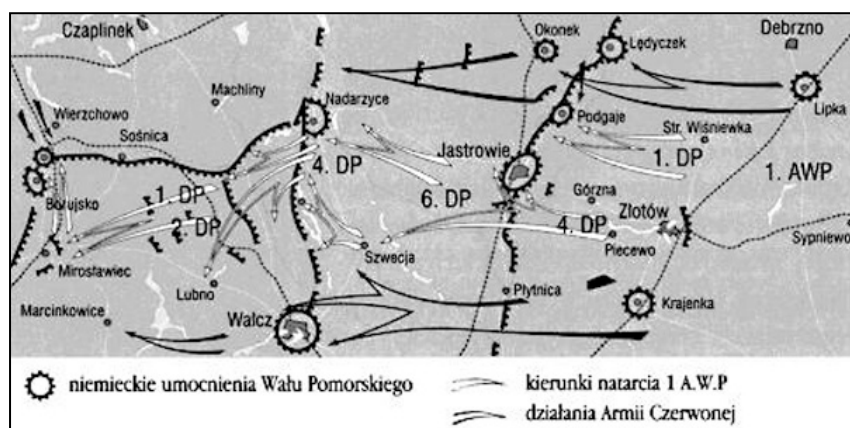 Czaplinek
Okonek
Lędyczek
Debrzno
Wierzchowo
Machliny
Nadarzyce
Podgaje
Lipka
Sośnica
Str. Wiśniewka
Jastrowie
1. DP
4. DP
1. DP
1. AWP
6. DP
Górzna
Złotów
Borujsko
2. DP
4. DP
Szwecja
Piecewo
Sypniewo
Mirosławiec
Lubno
Płytnica
Krajenka
Marcinkowice
Wałcz
niemieckie umocnienia Wału Pomorskiego
kierunki natarcia 1 A.W.P
działania Armii Czerwonej